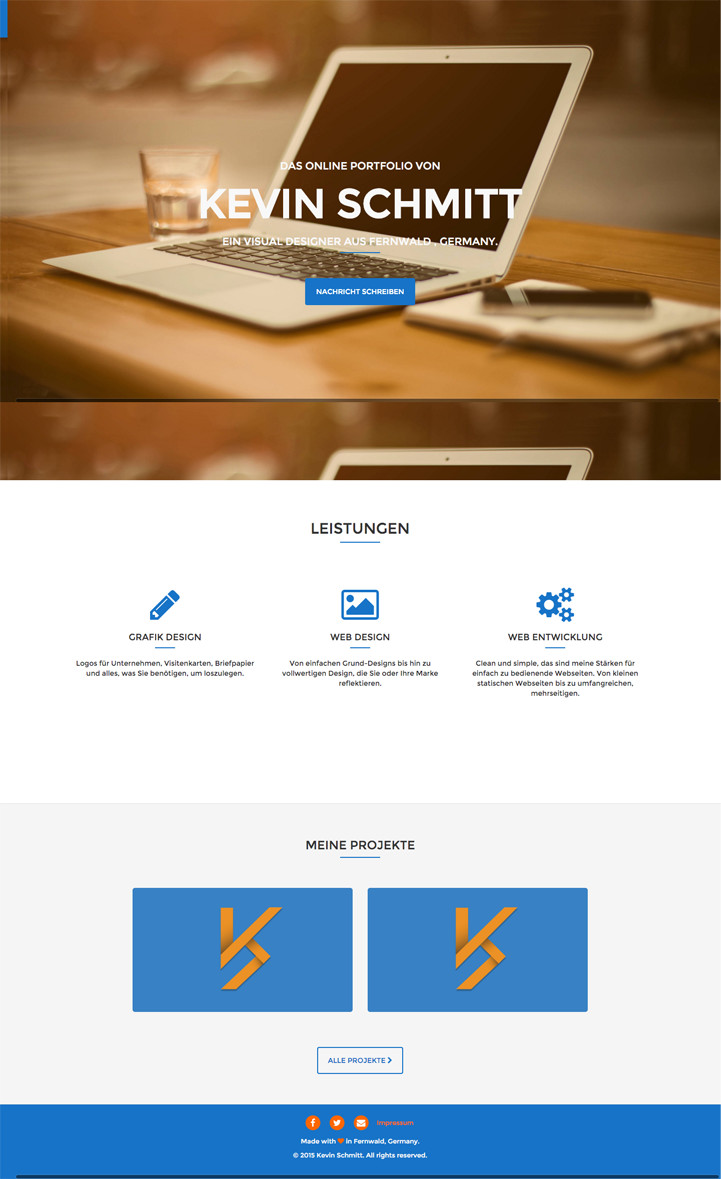 DAS ONLINE PORTFOLIO VON
KEVIN SCHMITT
EIN VISUAL DESIGNER AUS FERNWALD , GERMANY.
NACHRICHT SCHREIBEN
LEISTUNGEN
GRAFIK DESIGN
Logos für Unternehmen, Visitenkarten, Briefpapier
und alles, was Sie benötigen, um loszulegen.
WEB DESIGN
Von einfachen Grund-Designs bis hin zu
vollwertigen Design, die Sie oder Ihre Marke
reflektieren.
WEB ENTWICKLUNG
Clean und simple, das sind meine Stärken für
einfach zu bedienende Webseiten. Von kleinen
statischen Webseiten bis zu umfangreichen,
mehrseitigen.
MEINE PROJEKTE
ALLE PROJEKTE
Impressum
Made with in Fernwald, Germany.
© 2015 Kevin Schmitt, All rights reserved.